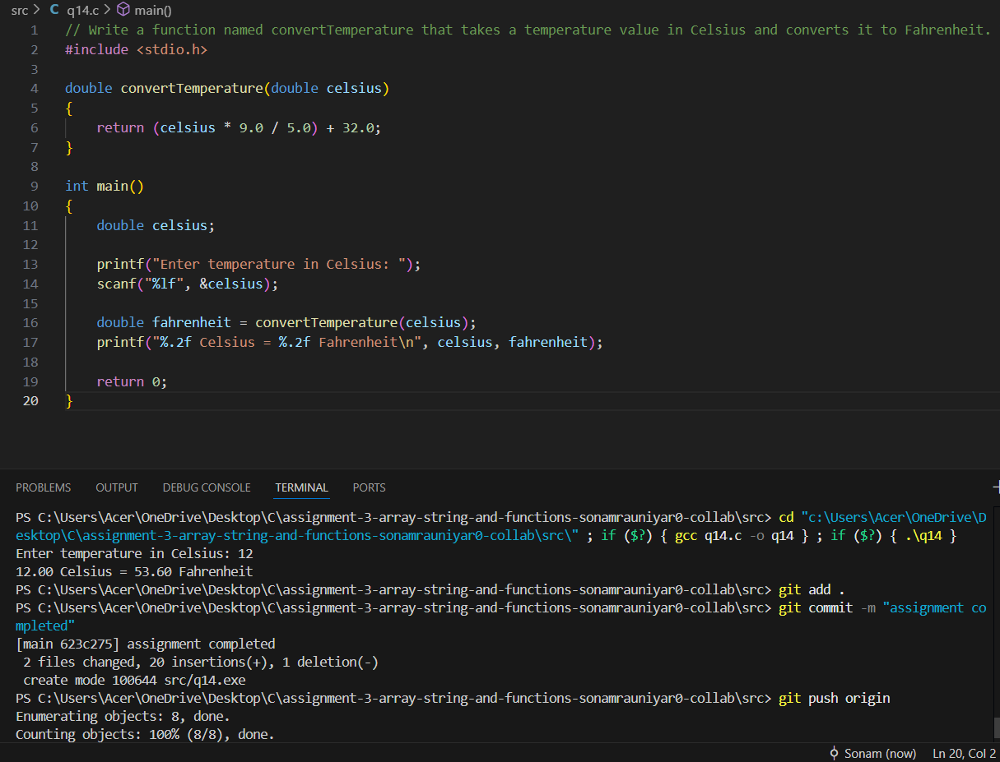 src > C q14.c > main()
1 // Write a function named convertTemperature that takes a temperature value in Celsius and converts it to Fahrenheit.
2 #include <stdio.h>
3
4 double convertTemperature(double celsius)
5 {
6     return (celsius * 9.0 / 5.0) + 32.0;
7 }
8
9 int main()
10 {
11     double celsius;
12
13     printf("Enter temperature in Celsius: ");
14     scanf("%lf", &celsius);
15
16     double fahrenheit = convertTemperature(celsius);
17     printf("%.2f Celsius = %.2f Fahrenheit\n", celsius, fahrenheit);
18
19     return 0;
20 }
PROBLEMS OUTPUT DEBUG CONSOLE TERMINAL PORTS
PS C:\Users\Acer\OneDrive\Desktop\C\assignment-3-array-string-and-functions-sonamrauniyar0-collab\src> cd "c:\Users\Acer\OneDrive\D
esktop\C\assignment-3-array-string-and-functions-sonamrauniyar0-collab\src\" ; if ($?) { gcc q14.c -o q14 } ; if ($?) { .\q14 }
Enter temperature in Celsius: 12
12.00 Celsius = 53.60 Fahrenheit
PS C:\Users\Acer\OneDrive\Desktop\C\assignment-3-array-string-and-functions-sonamrauniyar0-collab\src> git add .
PS C:\Users\Acer\OneDrive\Desktop\C\assignment-3-array-string-and-functions-sonamrauniyar0-collab\src> git commit -m "assignment co
mpleted"
[main 623c275] assignment completed
 2 files changed, 20 insertions(+), 1 deletion(-)
 create mode 100644 src/q14.exe
PS C:\Users\Acer\OneDrive\Desktop\C\assignment-3-array-string-and-functions-sonamrauniyar0-collab\src> git push origin
Enumerating objects: 8, done.
Counting objects: 100% (8/8), done.
Sonam (now) Ln 20, Col 2